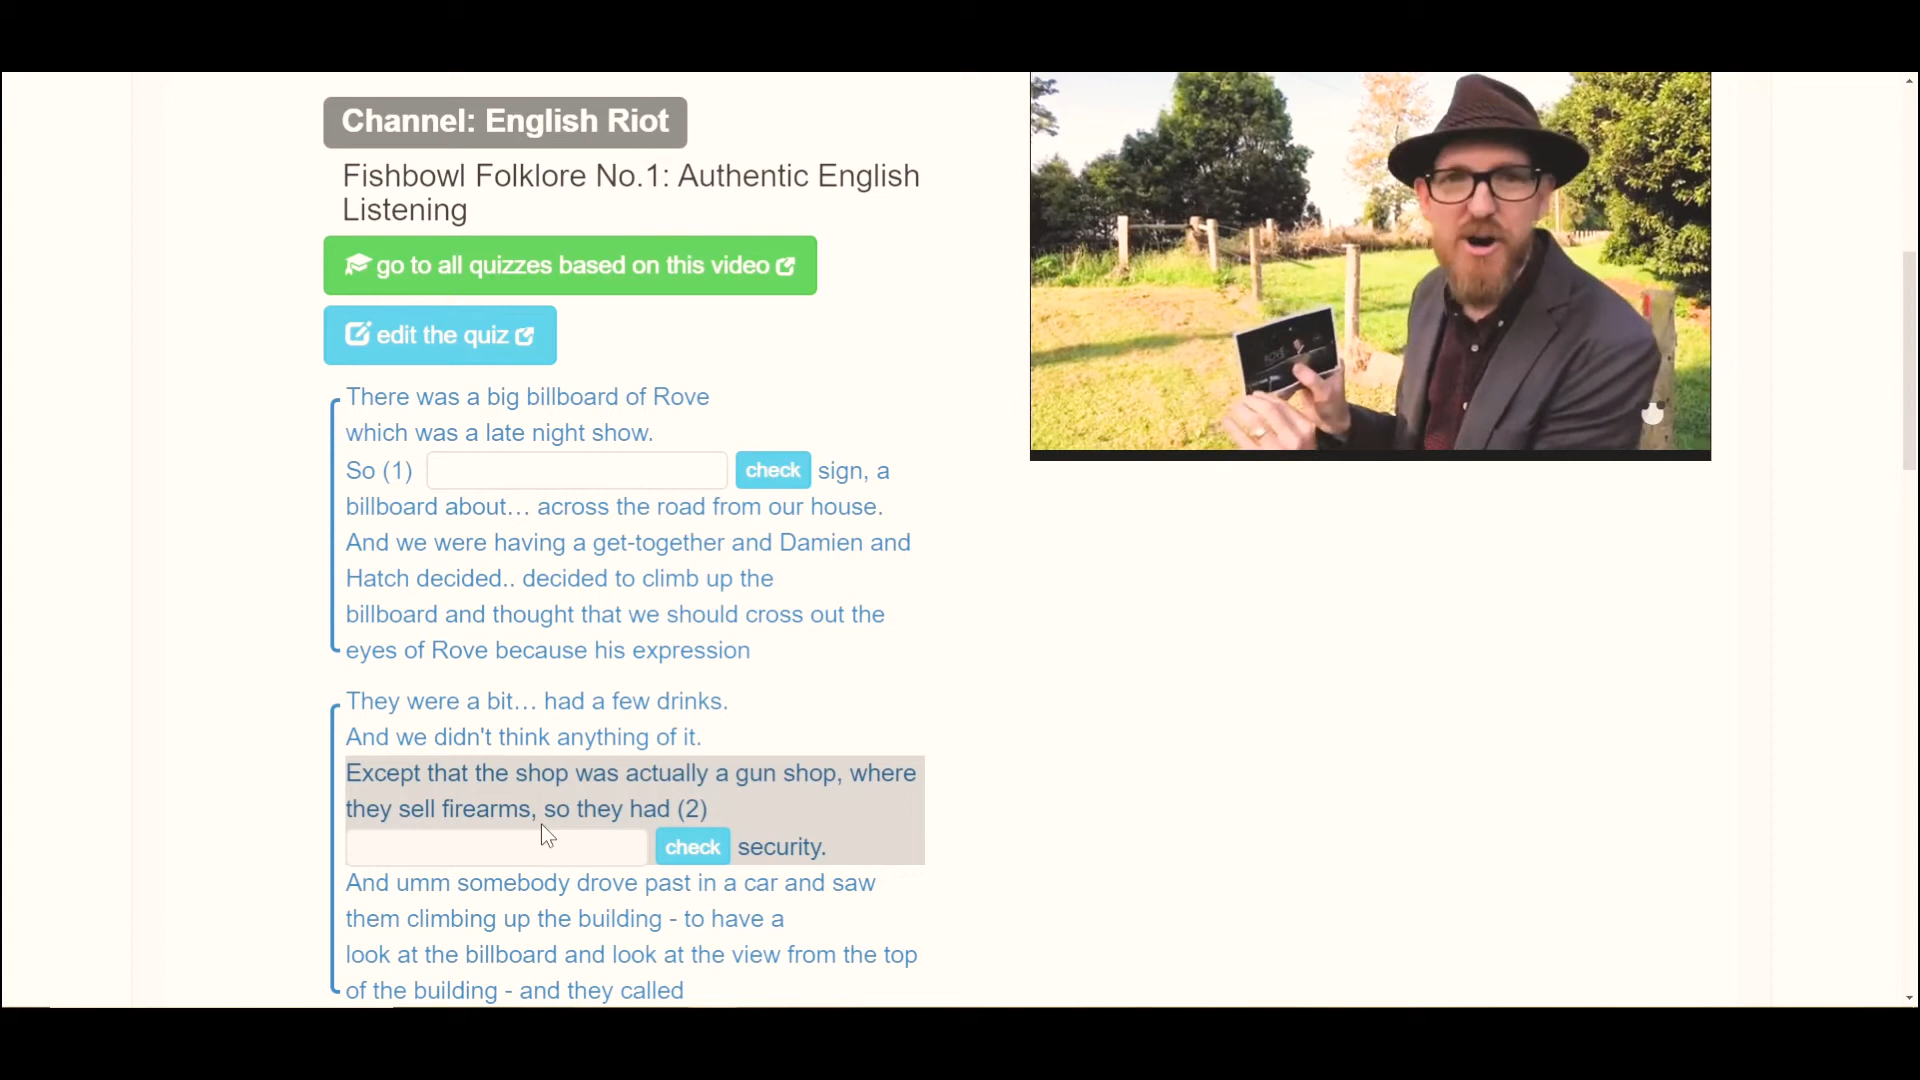 Channel: English Riot
Fishbowl Folklore No.1: Authentic English
Listening
go to all quizzes based on this video
edit the quiz
There was a big billboard of Rove
which was a late night show.
So (1) check sign, a
billboard about… across the road from our house.
And we were having a get-together and Damien and
Hatch decided.. decided to climb up the
billboard and thought that we should cross out the
eyes of Rove because his expression
They were a bit… had a few drinks.
And we didn't think anything of it.
Except that the shop was actually a gun shop, where
they sell firearms, so they had (2)
check security.
And umm somebody drove past in a car and saw
them climbing up the building - to have a
look at the billboard and look at the view from the top
of the building - and they called
ROVE